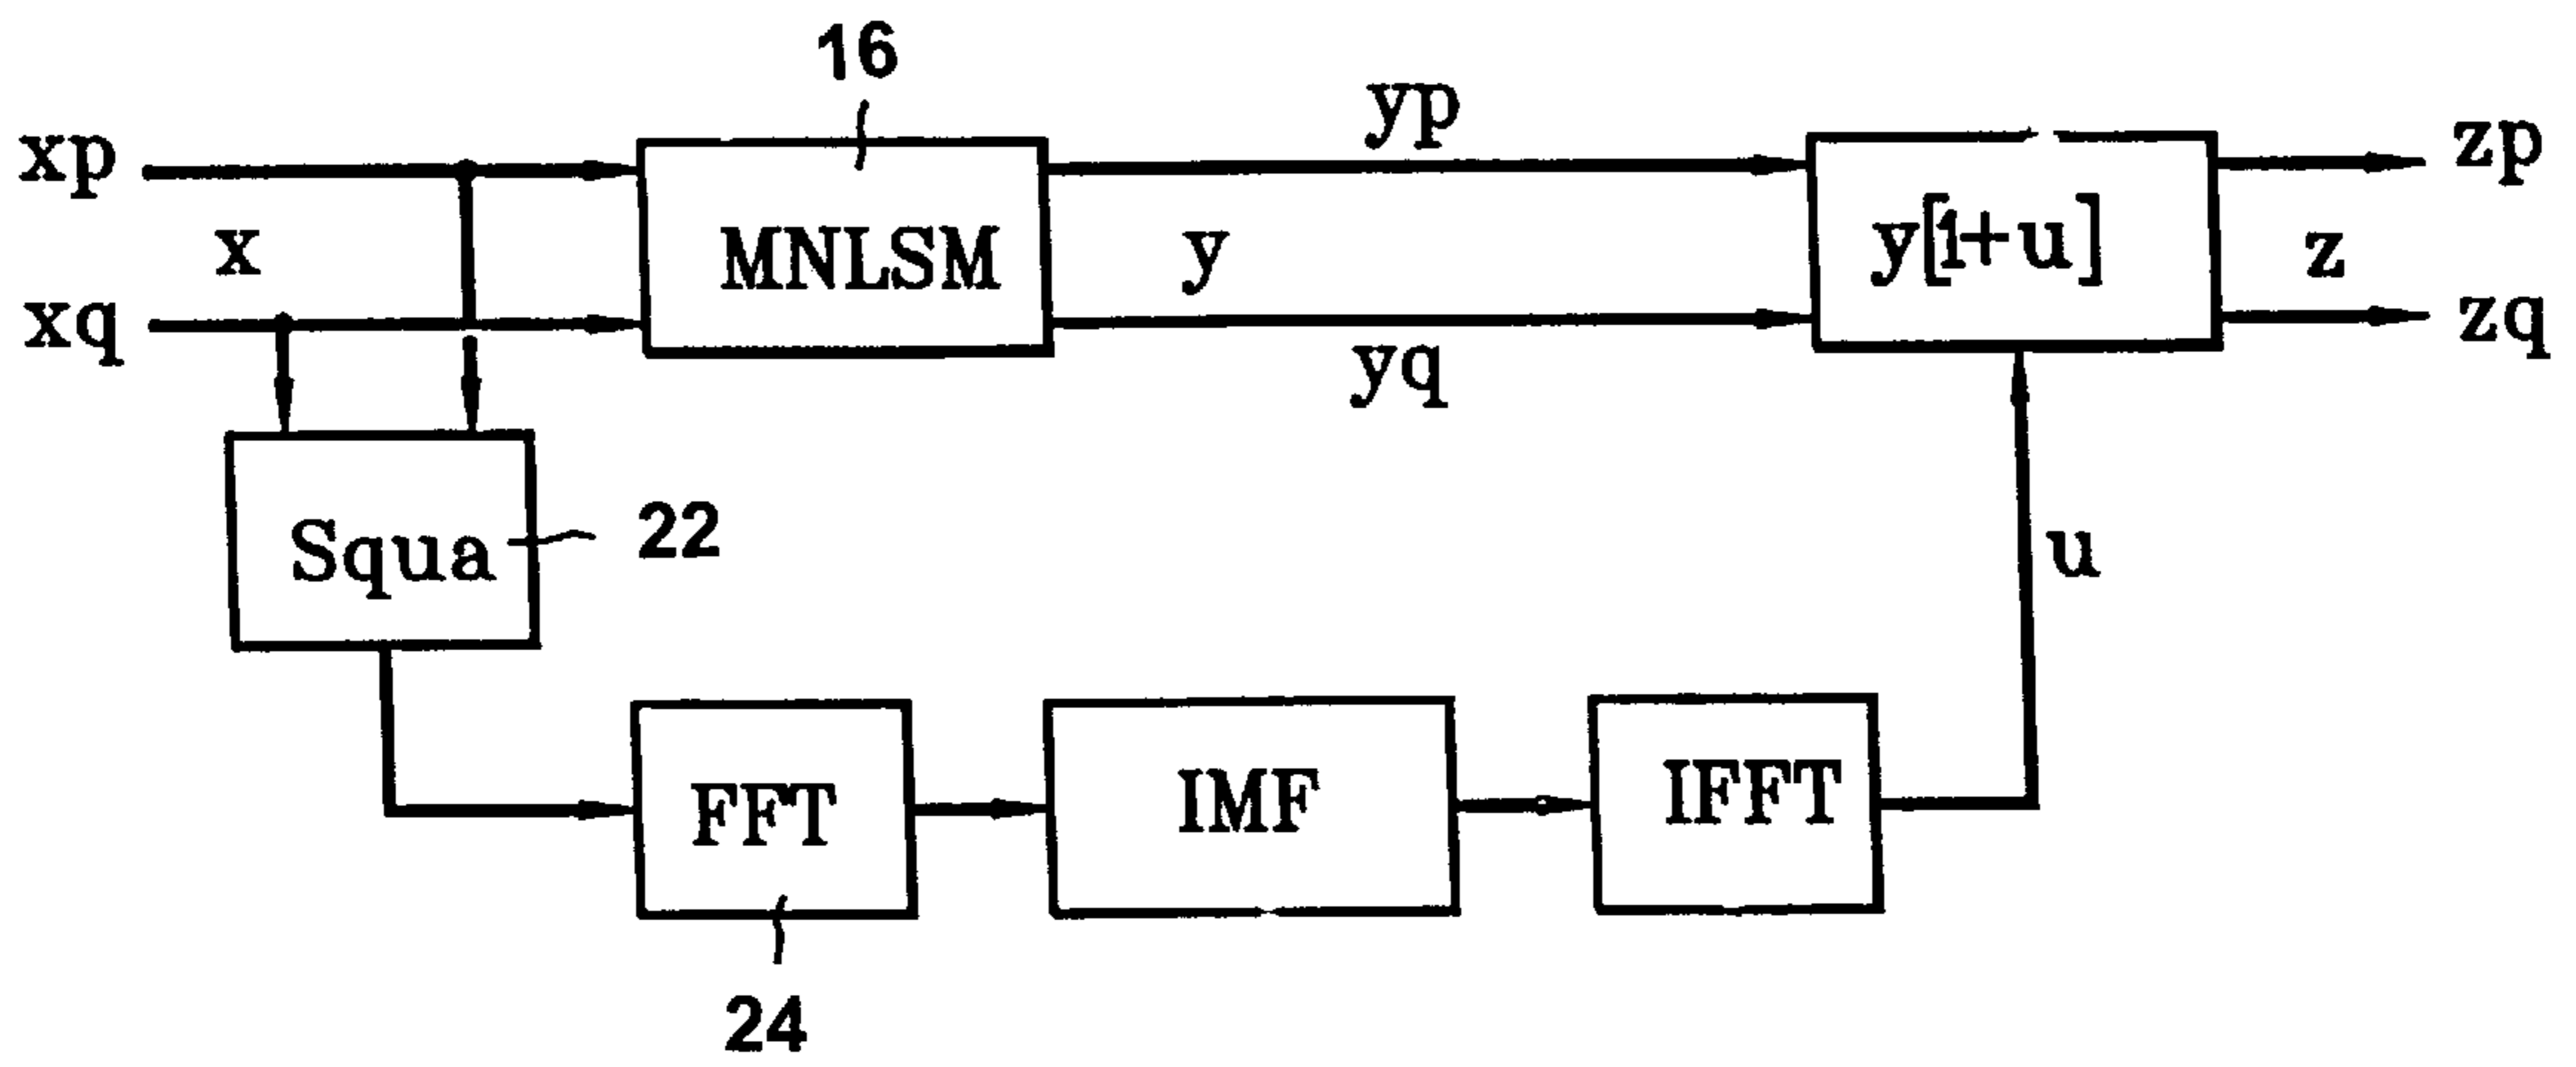 16
xp
yp
zp
x
MNLSM
y
y[1+u]
z
xq
yq
zq
Squa
22
u
FFT
IMF
IFFT
24